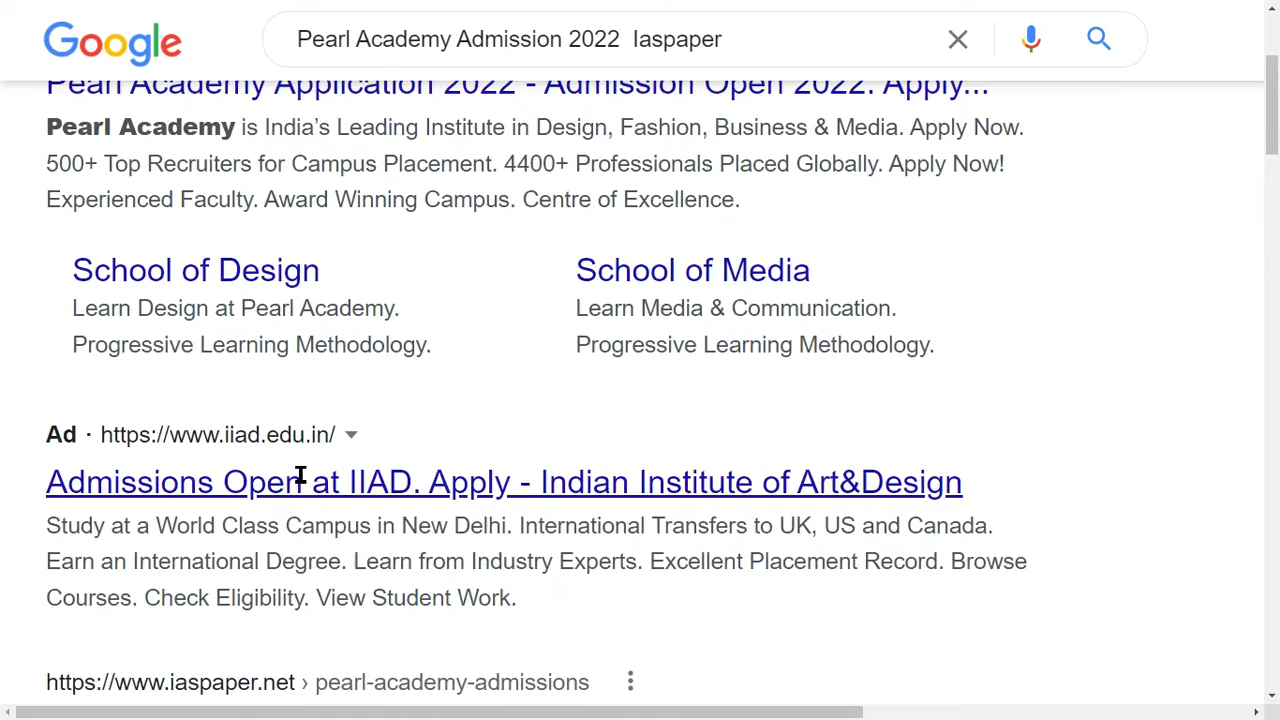 Google
Pearl Academy Admission 2022 Iaspaper
Pearl Academy Application 2022 - Admission Open 2022. Apply...
Pearl Academy is India's Leading Institute in Design, Fashion, Business & Media. Apply Now.
500+ Top Recruiters for Campus Placement. 4400+ Professionals Placed Globally. Apply Now!
Experienced Faculty. Award Winning Campus. Centre of Excellence.
School of Design
Learn Design at Pearl Academy.
Progressive Learning Methodology.
School of Media
Learn Media & Communication.
Progressive Learning Methodology.
Ad · https://www.iiad.edu.in/
Admissions Open at IIAD. Apply - Indian Institute of Art&Design
Study at a World Class Campus in New Delhi. International Transfers to UK, US and Canada.
Earn an International Degree. Learn from Industry Experts. Excellent Placement Record. Browse
Courses. Check Eligibility. View Student Work.
https://www.iaspaper.net › pearl-academy-admissions